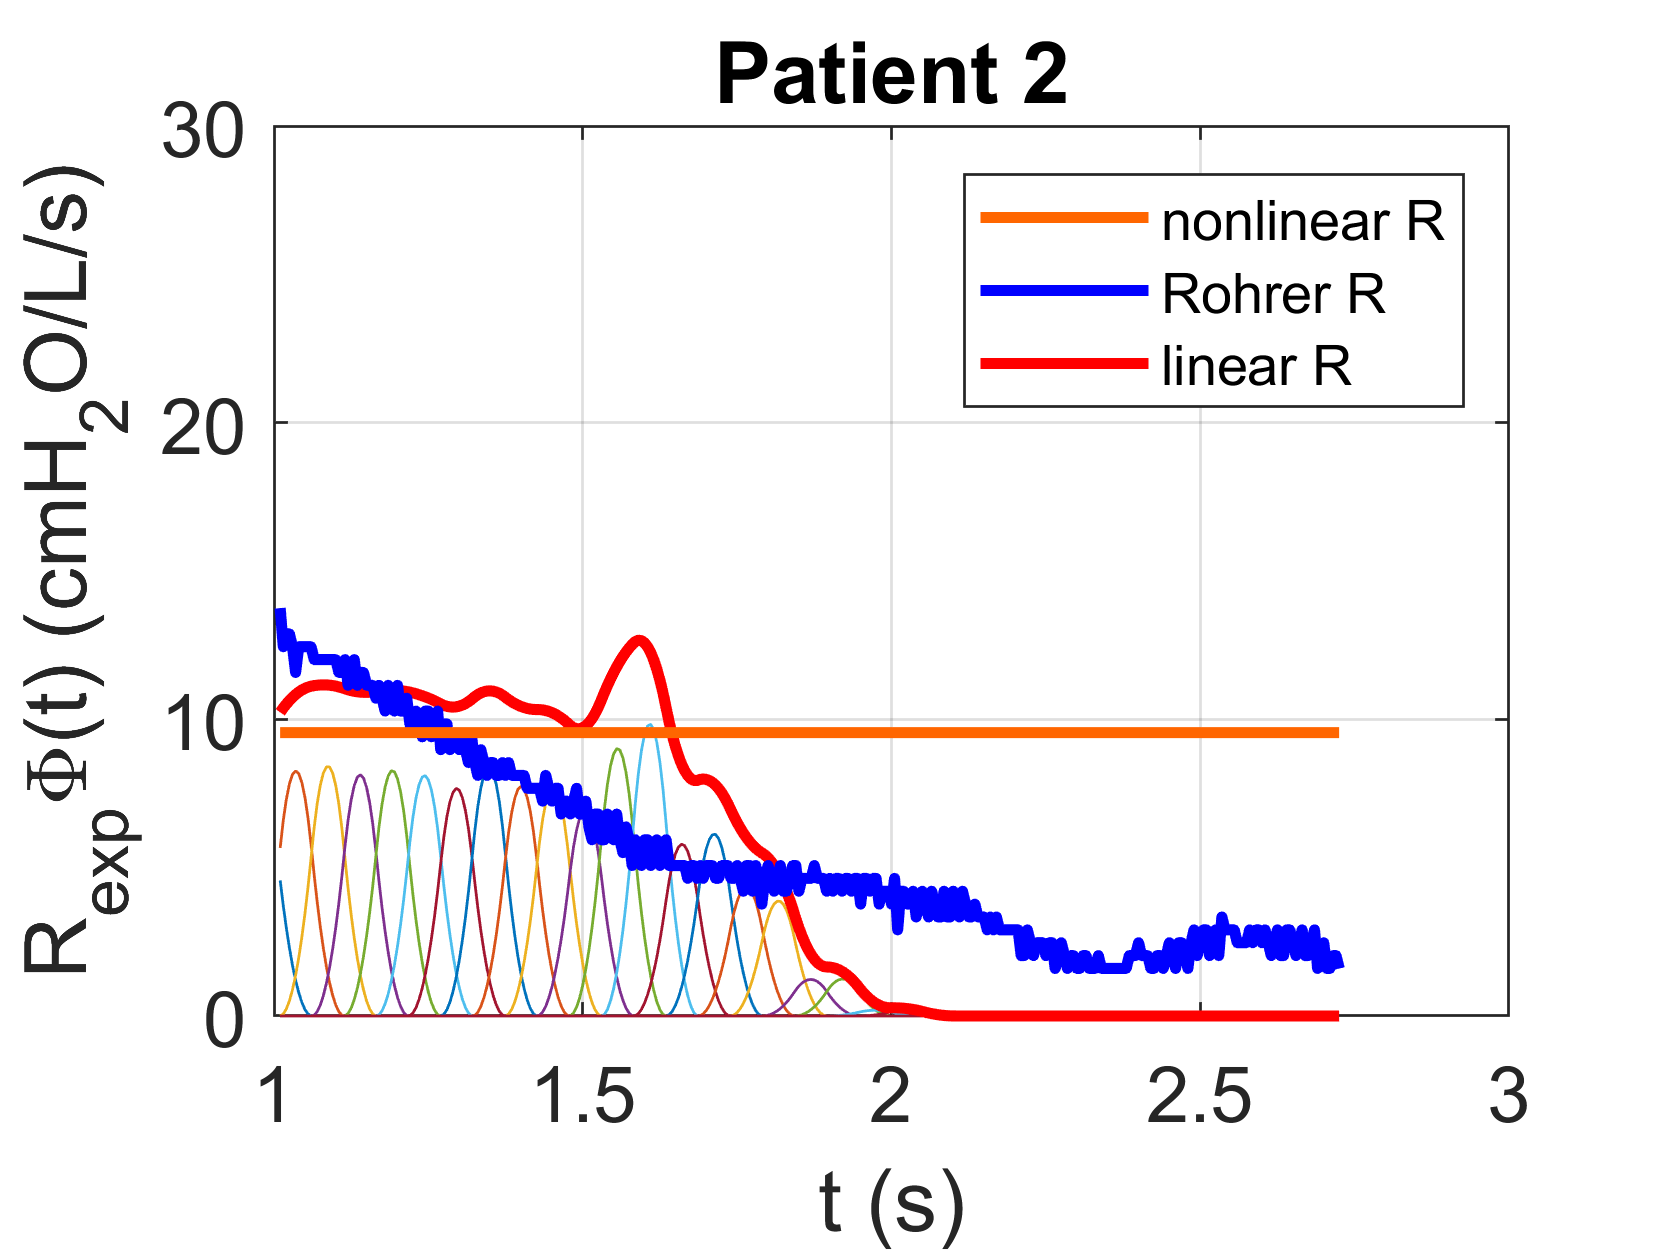 Patient 2
R_exp Φ(t) (cmH_2O/L/s)
30
20
10
0
nonlinear R
Rohrer R
linear R
1
1.5
2
2.5
3
t (s)